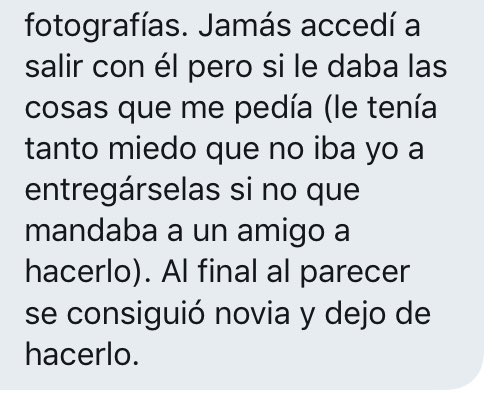 fotografías. Jamás accedí a
salir con él pero si le daba las
cosas que me pedía (le tenía
tanto miedo que no iba yo a
entregárselas si no que
mandaba a un amigo a
hacerlo). Al final al parecer
se consiguió novia y dejo de
hacerlo.